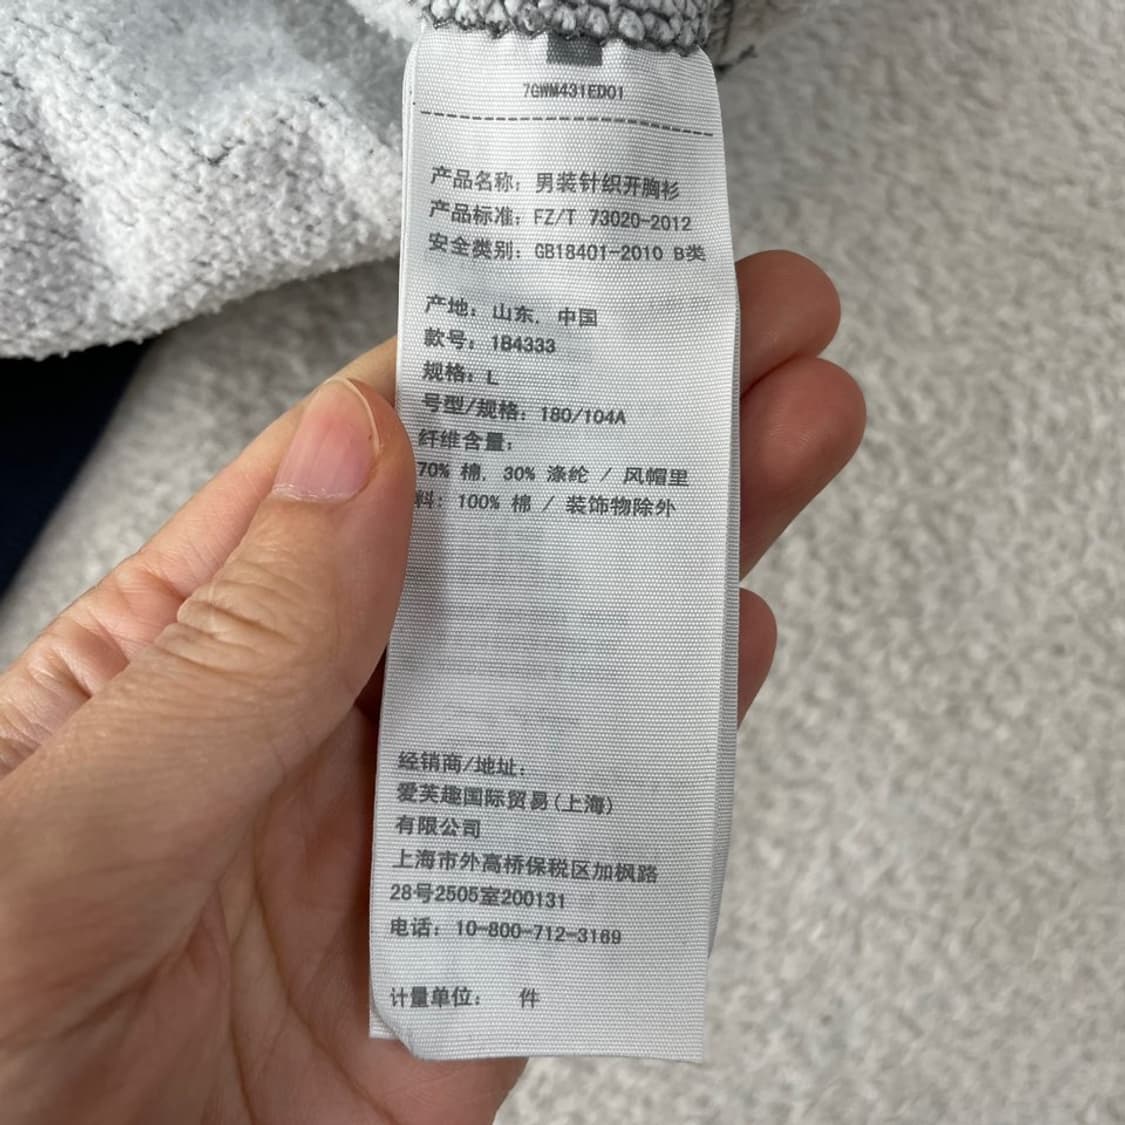 7GWM431ED01
产品名称: 男装针织开胸衫
产品标准: FZ/T 73020-2012
安全类别: GB18401-2010 B类
产地: 山东, 中国
款号: 1B4333
规格: L
号型/规格: 180/104A
纤维含量:
70% 棉, 30% 涤纶 / 风帽里
料: 100% 棉 / 装饰物除外
经销商/地址:
爱芙趣国际贸易(上海)
有限公司
上海市外高桥保税区加枫路
28号2505室200131
电话: 10-800-712-3169
计量单位: 件